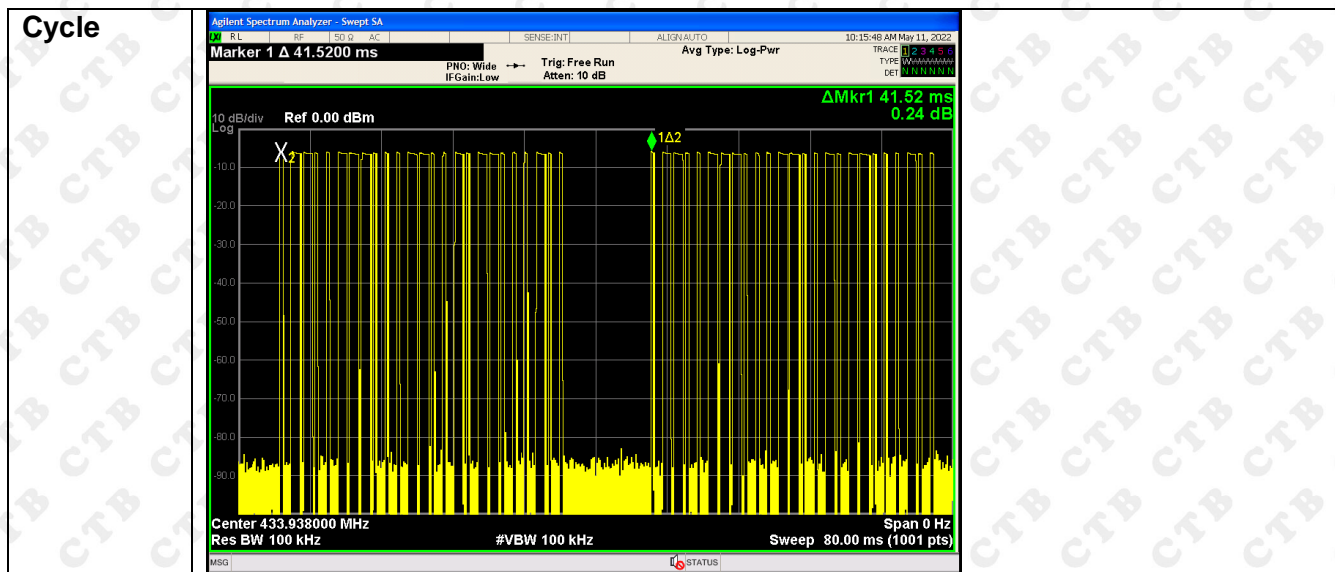 Cycle
Agilent Spectrum Analyzer - Swept SA
LXI RL RF 50 Ω AC SENSE:INT ALIGN AUTO 10:15:48 AM May 11, 2022
Marker 1 Δ 41.5200 ms
Avg Type: Log-Pwr
TRACE 1 2 3 4 5 6
PNO: Wide Trig: Free Run
TYPE
IFGain:Low Atten: 10 dB
DET N N N N N N
ΔMkr1 41.52 ms
10 dB/div Ref 0.00 dBm 0.24 dB
Log
1Δ2
X2
-10.0
-20.0
-30.0
-40.0
-50.0
-60.0
-70.0
-80.0
-90.0
Center 433.938000 MHz Span 0 Hz
Res BW 100 kHz #VBW 100 kHz Sweep 80.00 ms (1001 pts)
MSG STATUS
CTB